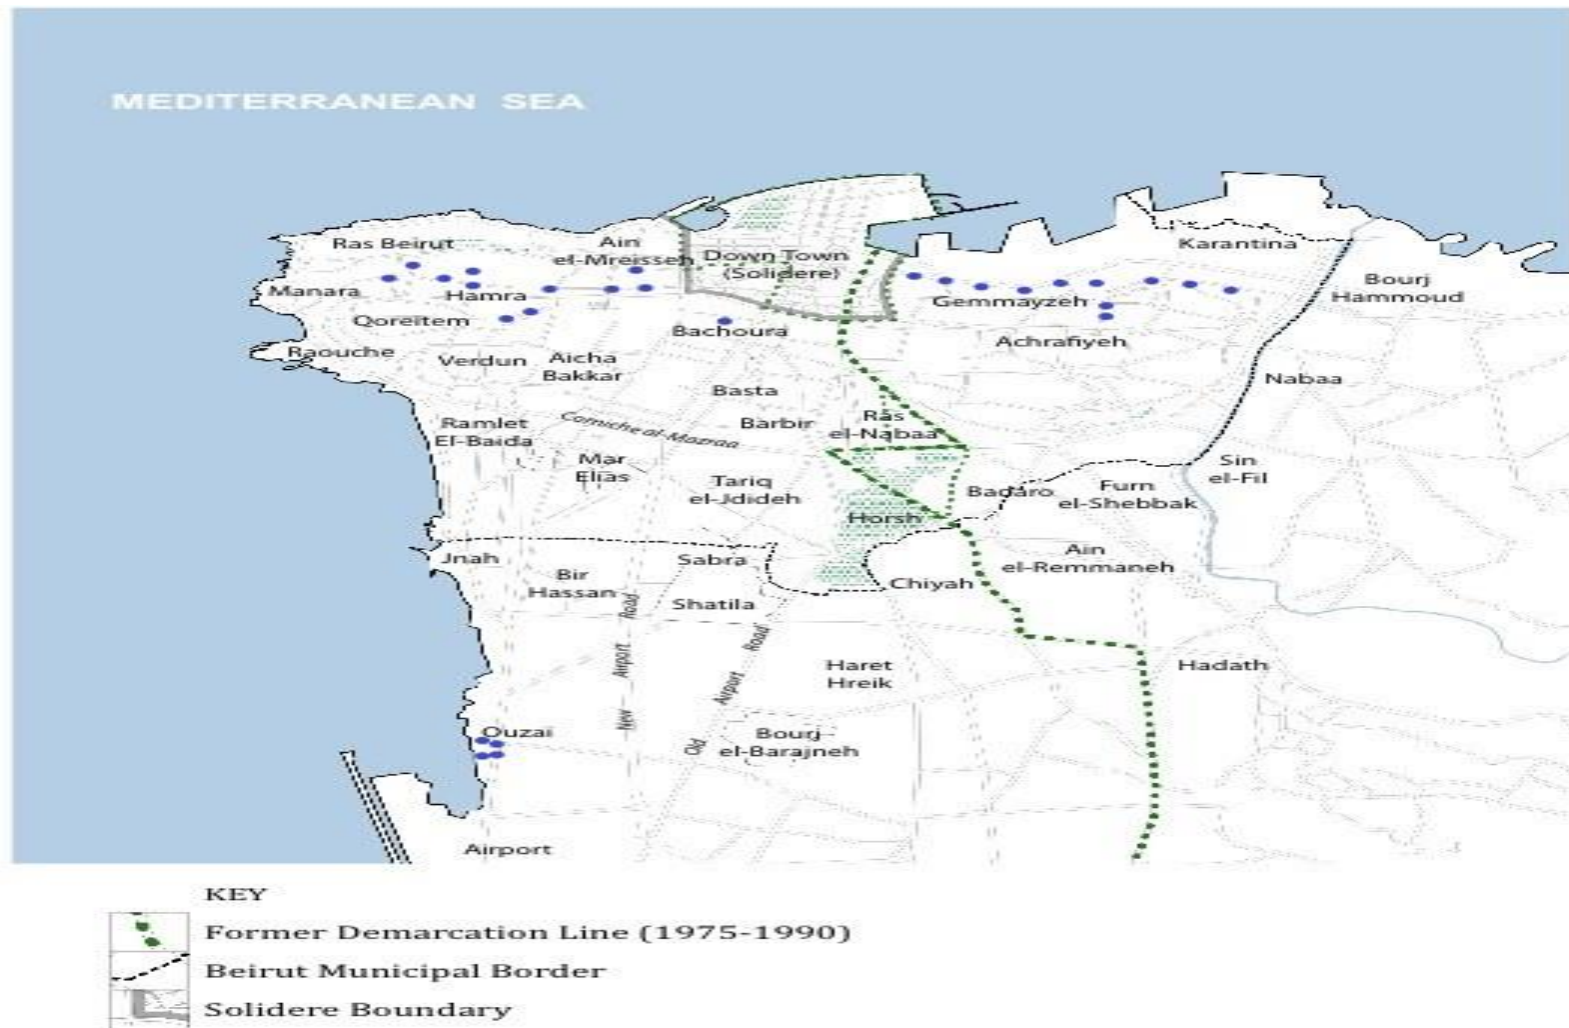 MEDITERRANEAN SEA
Ras Beirut
Ain
el-Mreisseh
Down Town
(Solidere)
Karantina
Manara
Hamra
Gemmayzeh
Bourj
Hammoud
Qoreitem
Bachoura
Achrafiyeh
Raouche
Verdun
Aicha
Bakkar
Nabaa
Basta
Ramlet
El-Baida
Corniche al-Mazraa
Barbir
Ras
el-Nabaa
Mar
Elias
Tariq
el-Jdideh
Badaro
Furn
el-Shebbak
Sin
el-Fil
Horsh
Jnah
Sabra
Ain
el-Remmaneh
Bir
Hassan
Shatila
Chiyah
New Airport Road
Old Airport Road
Haret
Hreik
Hadath
Ouzai
Bourj
el-Barajneh
Airport
KEY
Former Demarcation Line (1975-1990)
Beirut Municipal Border
Solidere Boundary